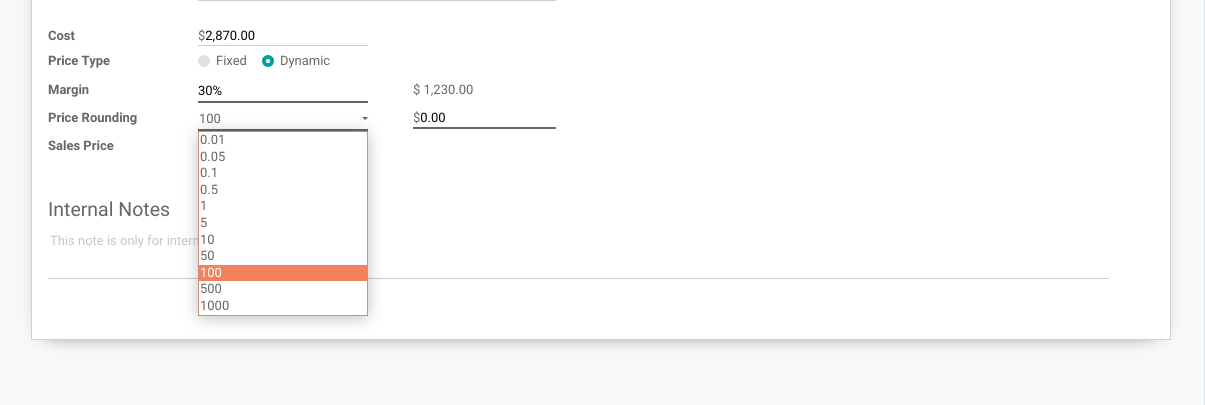 Cost $2,870.00
Price Type Fixed Dynamic
Margin 30% $ 1,230.00
Price Rounding 100 $0.00
Sales Price
0.01
0.05
0.1
0.5
1
5
10
50
100
500
1000
Internal Notes
This note is only for intern